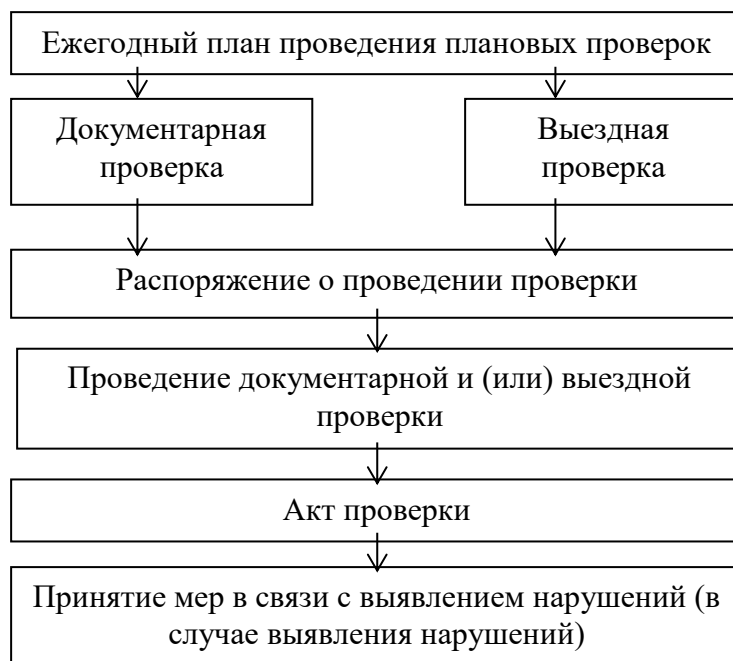 Ежегодный план проведения плановых проверок
Документарная
проверка
Выездная
проверка
Распоряжение о проведении проверки
Проведение документарной и (или) выездной
проверки
Акт проверки
Принятие мер в связи с выявлением нарушений (в
случае выявления нарушений)